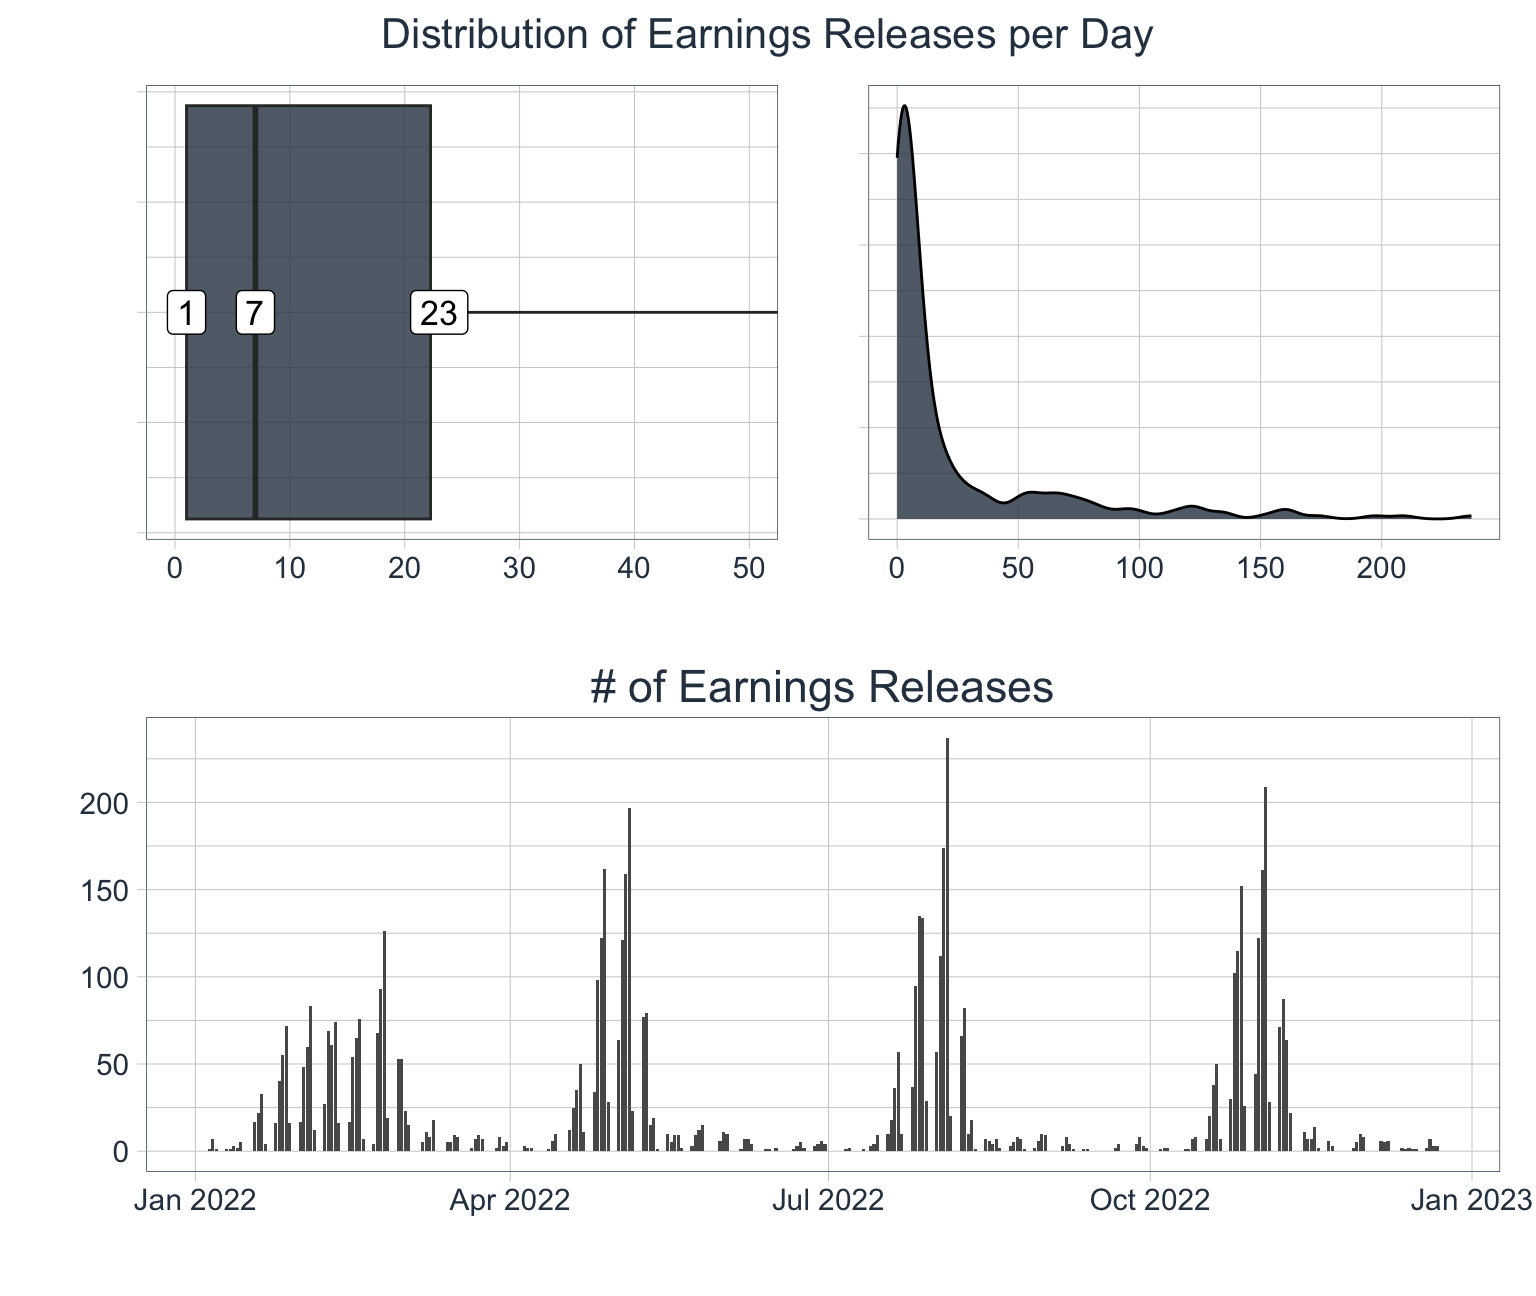 Distribution of Earnings Releases per Day
1 7 23
0 10 20 30 40 50
0 50 100 150 200
# of Earnings Releases
200
150
100
50
0
Jan 2022 Apr 2022 Jul 2022 Oct 2022 Jan 2023